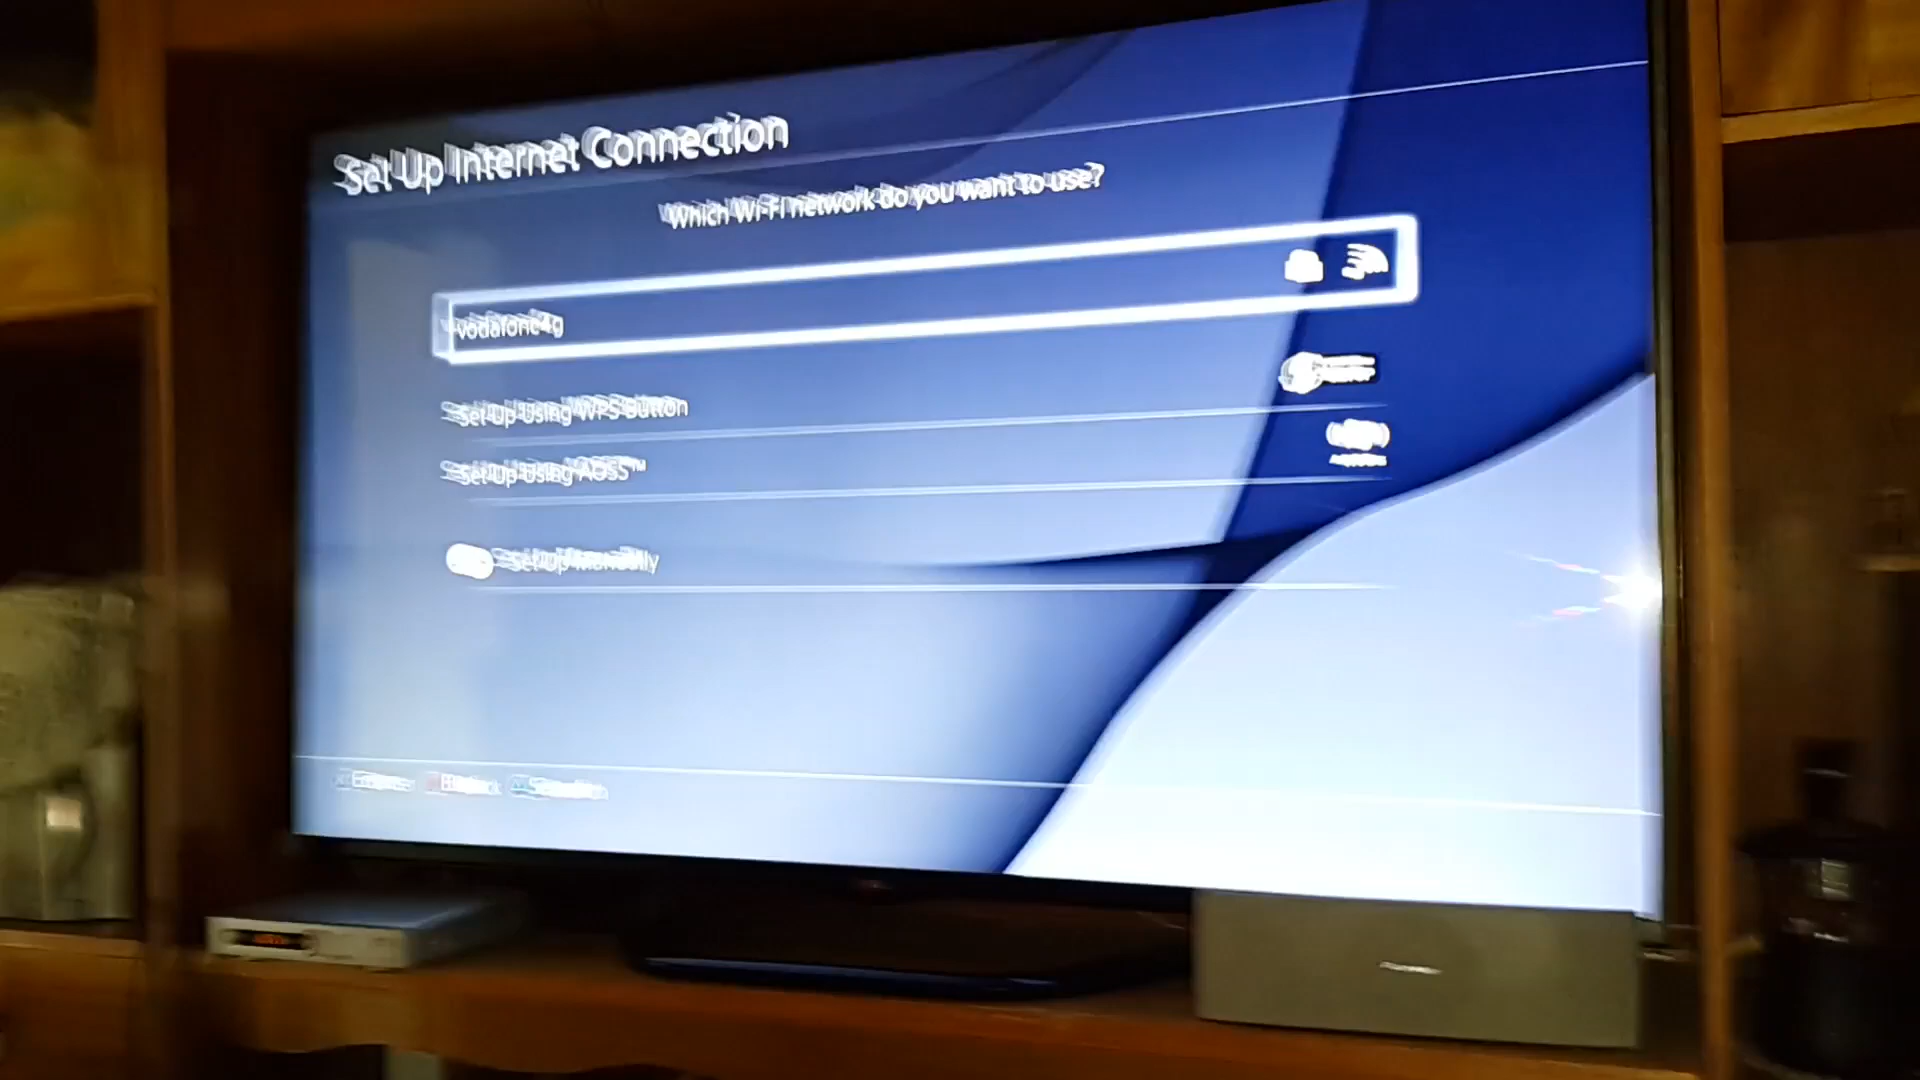 Set Up Internet Connection
Which Wi-Fi network do you want to use?
vodafone4g
Set Up Using WPS Button
Set Up Using AOSS™
Set Up Manually